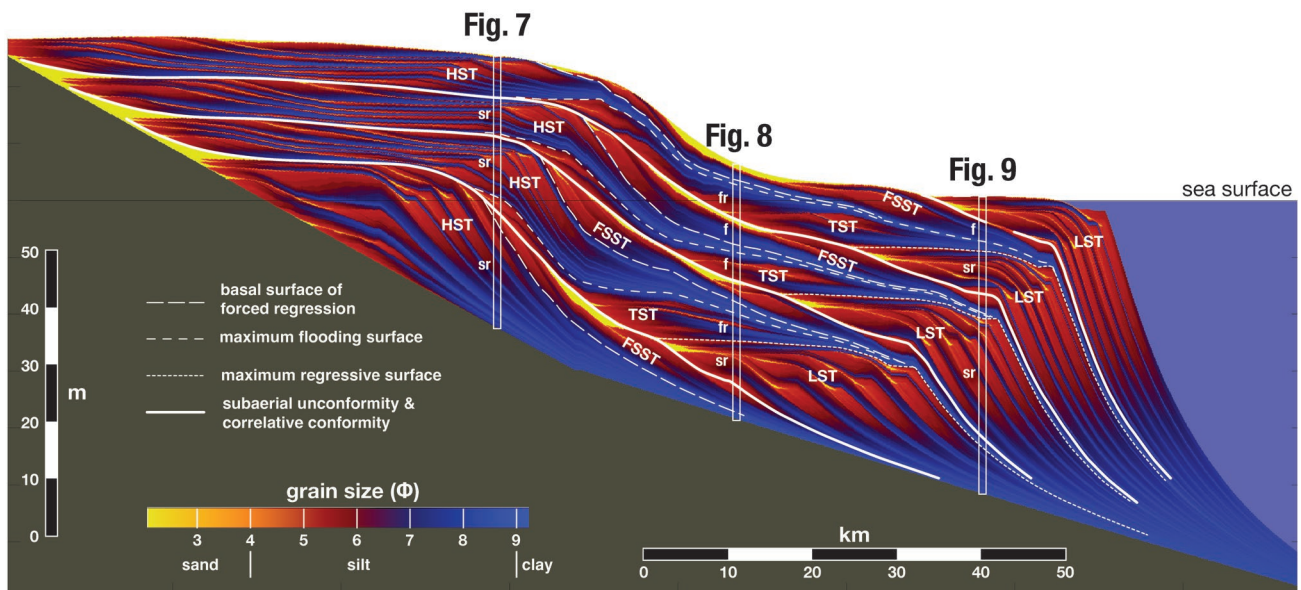 Fig. 7
Fig. 8
Fig. 9
sea surface
HST
sr
HST
sr
HST
HST
sr
FSST
fr
f
f
TST
FSST
TST
FSST
f
LST
sr
LST
TST
fr
FSST
sr
LST
LST
sr
50
40
30
20
10
0
m
basal surface of
forced regression
maximum flooding surface
maximum regressive surface
subaerial unconformity &
correlative conformity
grain size (Φ)
3 4 5 6 7 8 9
sand silt clay
km
0 10 20 30 40 50